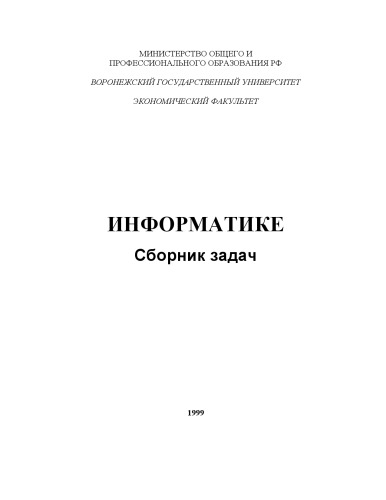 МИНИСТЕРСТВО ОБЩЕГО И
ПРОФЕССИОНАЛЬНОГО ОБРАЗОВАНИЯ РФ
ВОРОНЕЖСКИЙ ГОСУДАРСТВЕННЫЙ УНИВЕРСИТЕТ
ЭКОНОМИЧЕСКИЙ ФАКУЛЬТЕТ
ИНФОРМАТИКЕ
Сборник задач
1999